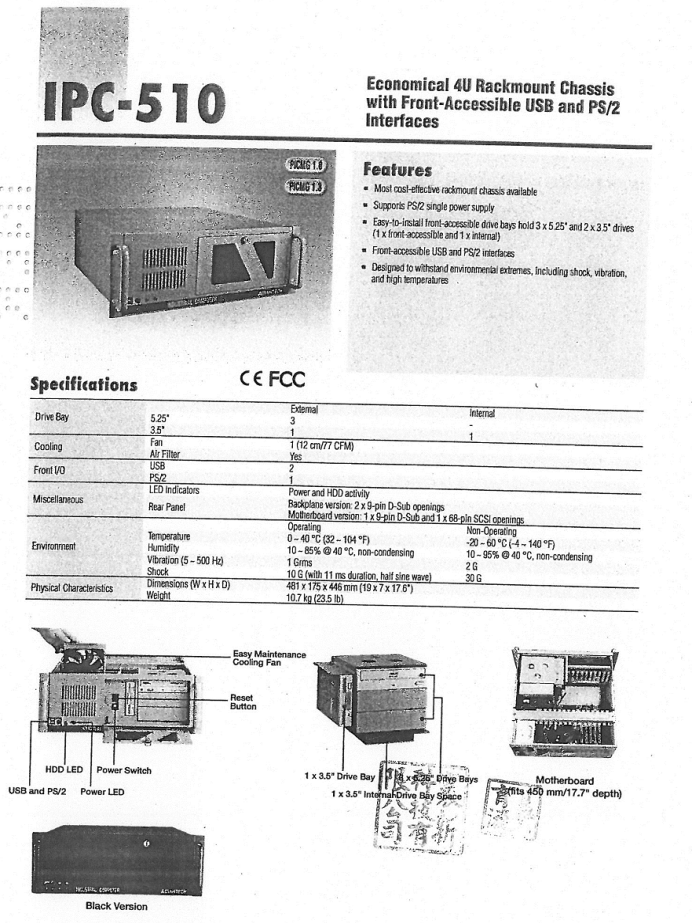 IPC-510
Economical 4U Rackmount Chassis
with Front-Accessible USB and PS/2
Interfaces
PICMG 1.0
PICMG 1.3
INDUSTRIAL COMPUTER
ADVANTECH
Features
Most cost-effective rackmount chassis available
Supports PS/2 single power supply
Easy-to-install front-accessible drive bays hold 3 x 5.25" and 2 x 3.5" drives
(1 x front-accessible and 1 x internal)
Front-accessible USB and PS/2 interfaces
Designed to withstand environmental extremes, including shock, vibration,
and high temperatures
Specifications
CE FCC
External Internal
Drive Bay 5.25" 3 -
3.5" 1 1
Cooling Fan 1 (12 cm/77 CFM)
Air Filter Yes
Front I/O USB 2
PS/2 1
Miscellaneous LED Indicators Power and HDD activity
Rear Panel Backplane version: 2 x 9-pin D-Sub openings
Motherboard version: 1 x 9-pin D-Sub and 1 x 68-pin SCSI openings
Operating Non-Operating
Environment Temperature 0 ~ 40 °C (32 ~ 104 °F) -20 ~ 60 °C (-4 ~ 140 °F)
Humidity 10 ~ 85% @ 40 °C, non-condensing 10 ~ 95% @ 40 °C, non-condensing
Vibration (5 ~ 500 Hz) 1 Grms 2 G
Shock 10 G (with 11 ms duration, half sine wave) 30 G
Physical Characteristics Dimensions (W x H x D) 481 x 175 x 446 mm (19 x 7 x 17.6")
Weight 10.7 kg (23.5 lb)
Easy Maintenance
Cooling Fan
Reset
Button
HDD LED Power Switch
USB and PS/2 Power LED
1 x 3.5" Drive Bay 5.25" Drive Bays
1 x 3.5" Internal Drive Bay Space
Motherboard
(fits 450 mm/17.7" depth)
科技
限公司
INDUSTRIAL COMPUTER
ADVANTECH
Black Version